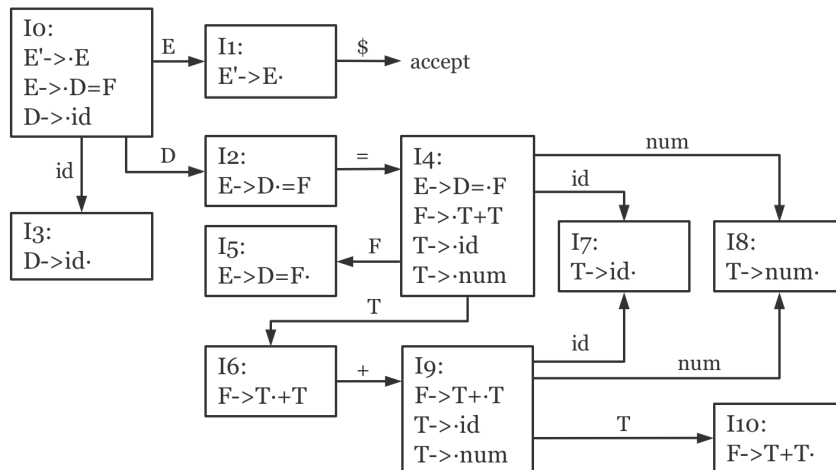 I0:
E'->·E
E->·D=F
D->·id
E
I1:
E'->E·
$
accept
id
D
I2:
E->D·=F
=
I4:
E->D=·F
F->·T+T
T->·id
T->·num
num
id
I3:
D->id·
I5:
E->D=F·
F
I7:
T->id·
I8:
T->num·
T
I6:
F->T·+T
+
I9:
F->T+·T
T->·id
T->·num
id
num
T
I10:
F->T+T·